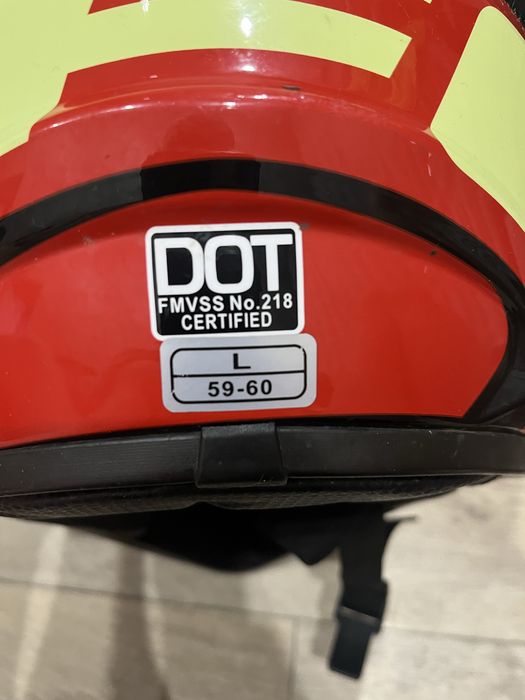 DOT
FMVSS No.218
CERTIFIED
L
59-60